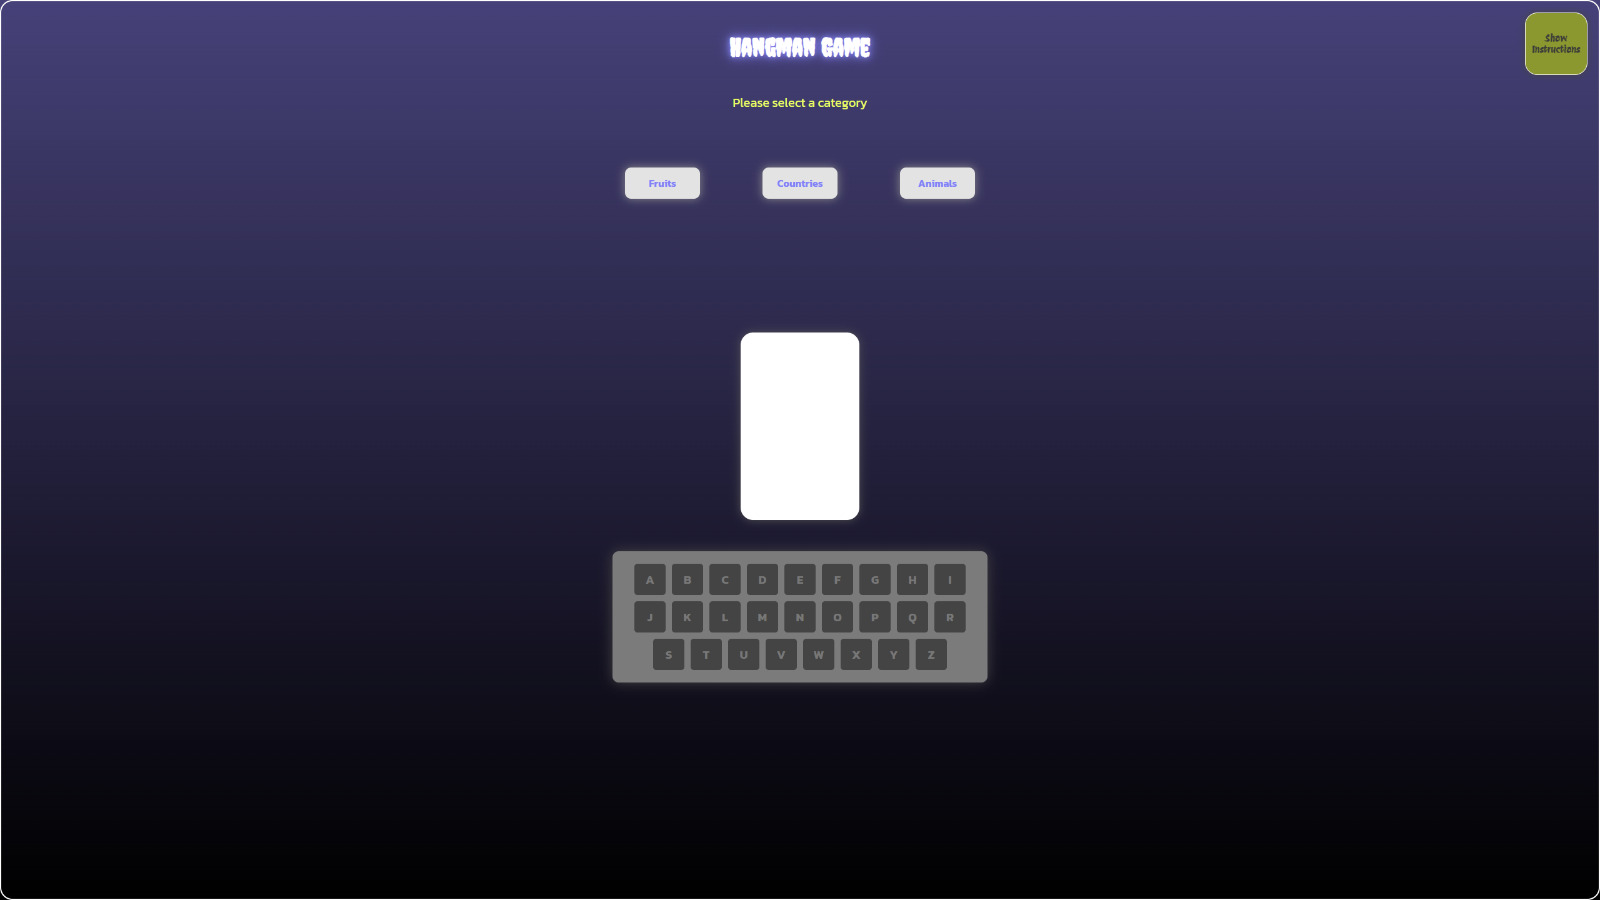 HANGMAN GAME
Show
Instructions
Please select a category
Fruits Countries Animals
A B C D E F G H I
J K L M N O P Q R
S T U V W X Y Z